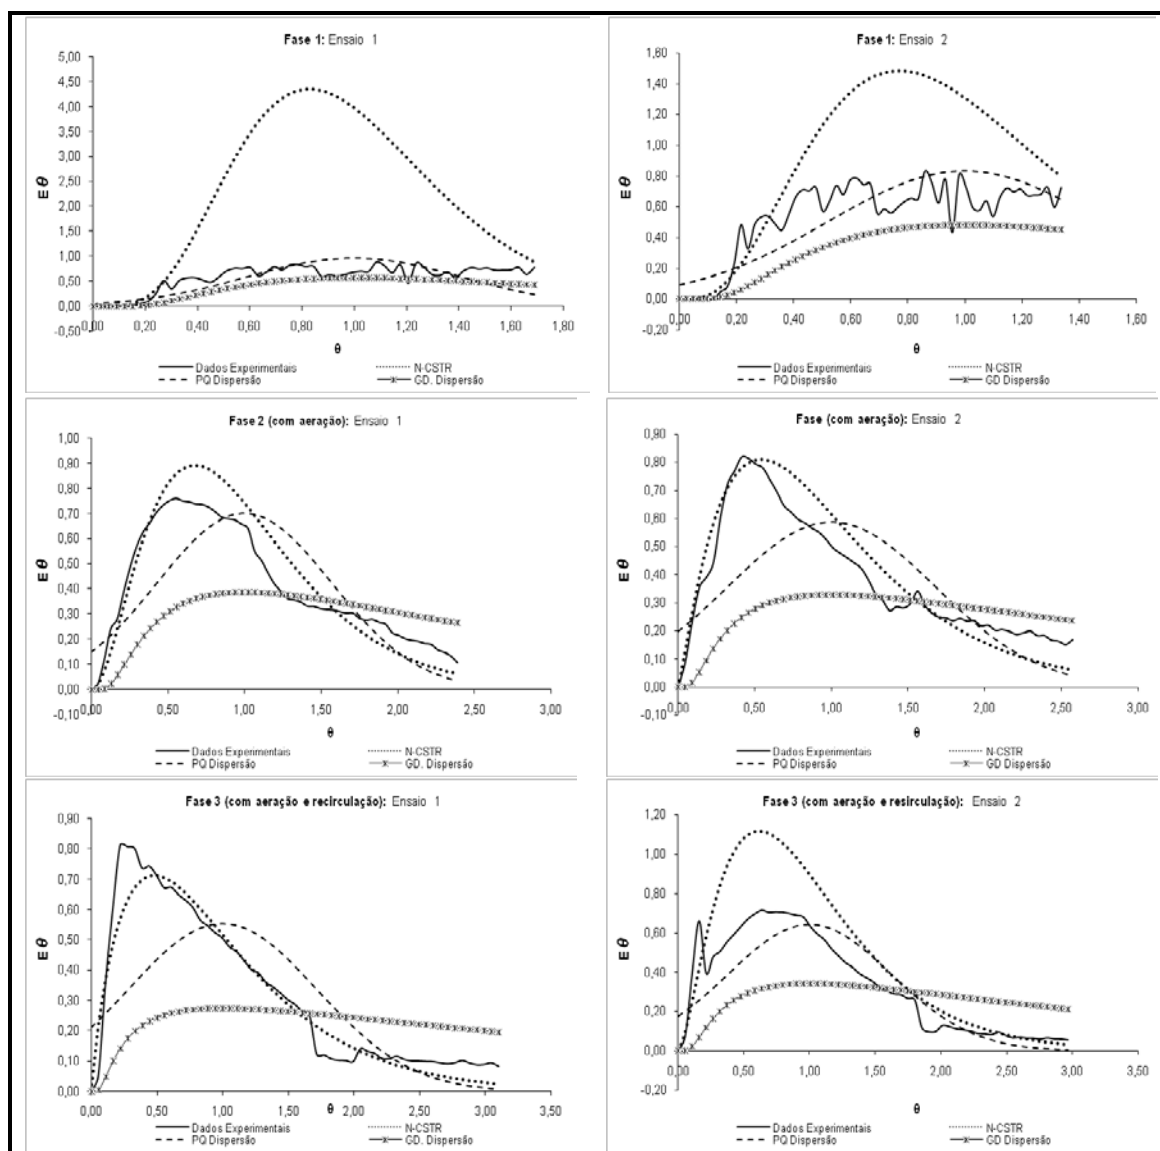 Fase 1: Ensaio 1
5,00
4,50
4,00
3,50
3,00
2,50
2,00
1,50
1,00
0,50
0,00
-0,50
Eθ
0,00 0,20 0,40 0,60 0,80 1,00 1,20 1,40 1,60 1,80
θ
Dados Experimentais N-CSTR
PQ Dispersão GD. Dispersão
Fase 1: Ensaio 2
1,60
1,40
1,20
1,00
0,80
0,60
0,40
0,20
0,00
-0,20
Eθ
0,00 0,20 0,40 0,60 0,80 1,00 1,20 1,40 1,60
θ
Dados Experimentais N-CSTR
PQ Dispersão GD. Dispersão
Fase 2 (com aeração): Ensaio 1
1,00
0,90
0,80
0,70
0,60
0,50
0,40
0,30
0,20
0,10
0,00
-0,10
Eθ
0,00 0,50 1,00 1,50 2,00 2,50 3,00
θ
Dados Experimentais N-CSTR
PQ Dispersão GD. Dispersão
Fase (com aeração): Ensaio 2
0,80
0,80
0,70
0,60
0,50
0,40
0,30
0,20
0,10
0,00
-0,10
Eθ
0,00 0,50 1,00 1,50 2,00 2,50 3,00
θ
Dados Experimentais N-CSTR
PQ Dispersão GD. Dispersão
Fase 3 (com aeração e recirculação): Ensaio 1
0,80
0,80
0,70
0,60
0,50
0,40
0,30
0,20
0,10
0,00
Eθ
0,00 0,50 1,00 1,50 2,00 2,50 3,00 3,50
θ
Dados Experimentais N-CSTR
PQ Dispersão GD. Dispersão
Fase 3 (com aeração e resirculação): Ensaio 2
1,20
1,00
0,80
0,60
0,40
0,20
0,00
-0,20
Eθ
0,00 0,50 1,00 1,50 2,00 2,50 3,00 3,50
θ
Dados Experimentais N-CSTR
PQ Dispersão GD Dispersão